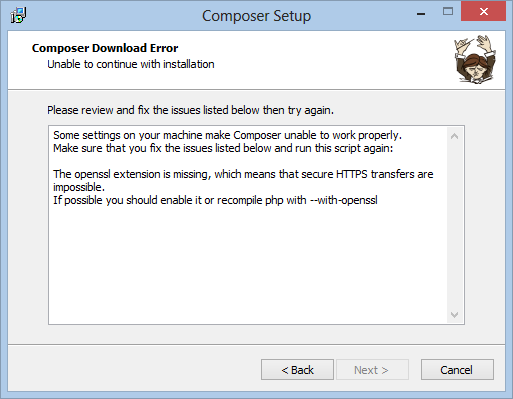 Composer Setup
Composer Download Error
Unable to continue with installation
Please review and fix the issues listed below then try again.
Some settings on your machine make Composer unable to work properly.
Make sure that you fix the issues listed below and run this script again:
The openssl extension is missing, which means that secure HTTPS transfers are
impossible.
If possible you should enable it or recompile php with --with-openssl
< Back
Next >
Cancel